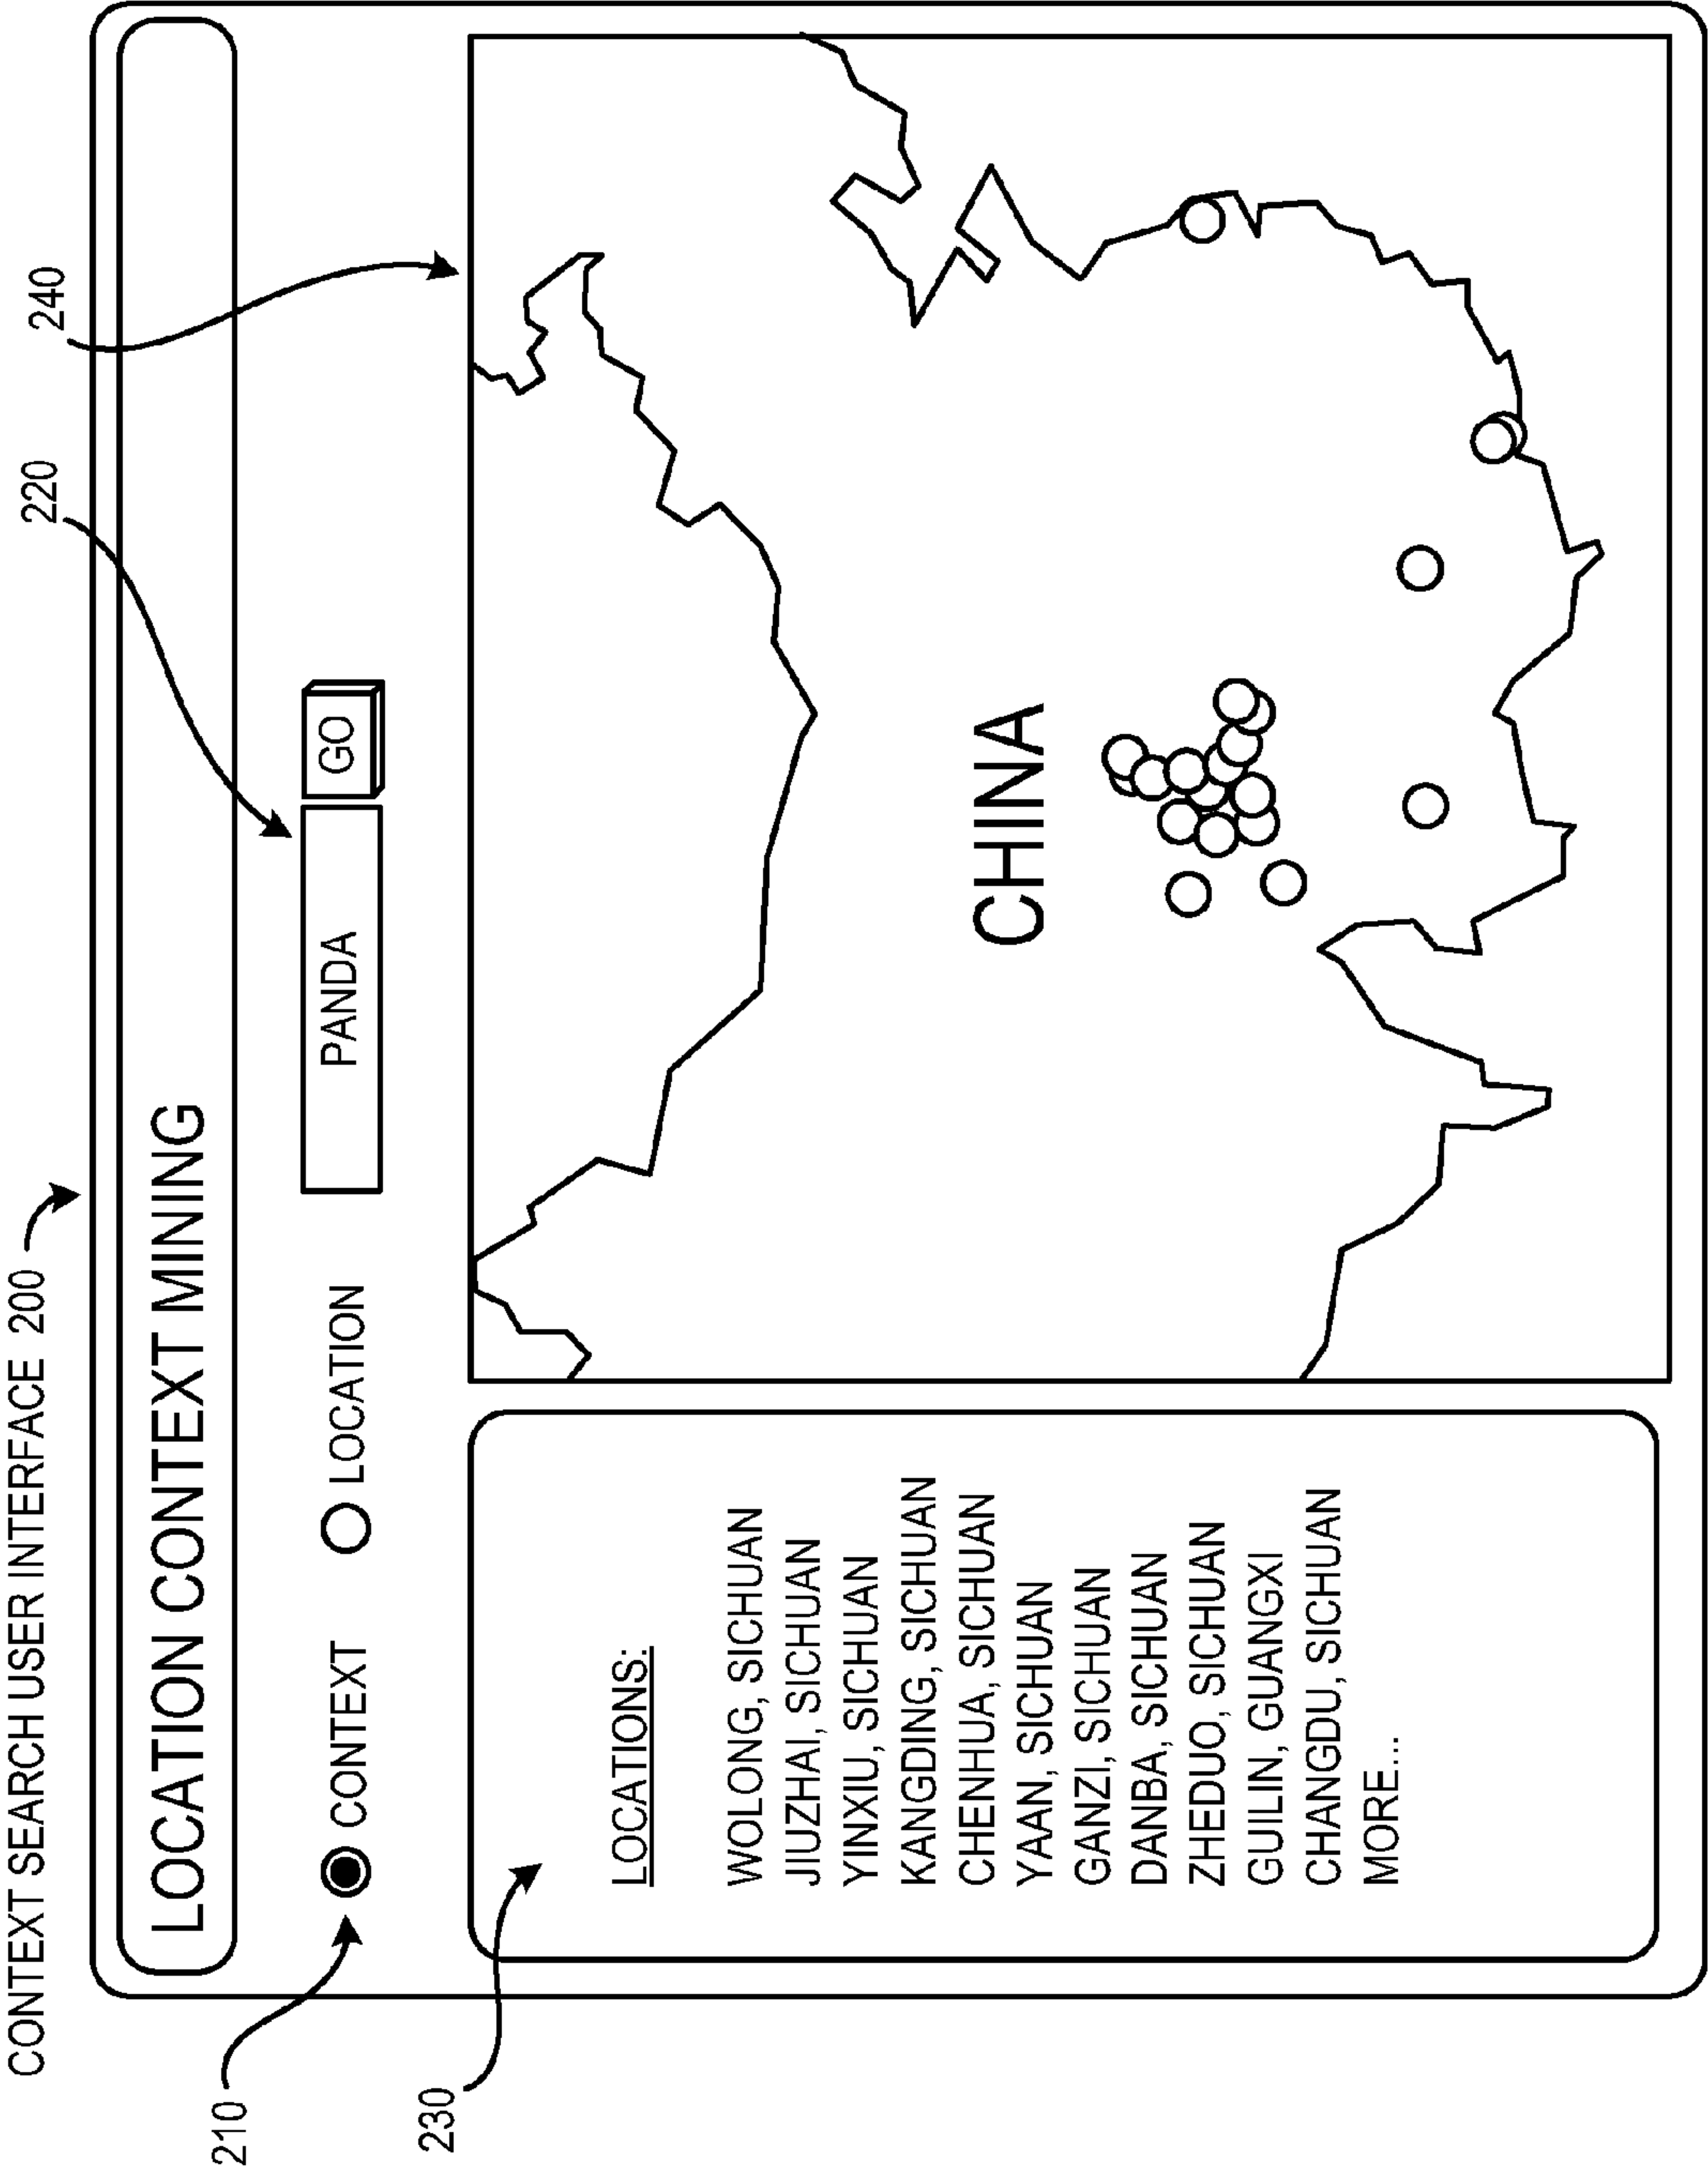 CONTEXT SEARCH USER INTERFACE 200
220
240
LOCATION CONTEXT MINING
210
CONTEXT
LOCATION
PANDA
GO
230
LOCATIONS:
WOLONG, SICHUAN
JIUZHAI, SICHUAN
YINXIU, SICHUAN
KANGDING, SICHUAN
CHENHUA, SICHUAN
YAAN, SICHUAN
GANZI, SICHUAN
DANBA, SICHUAN
ZHEDUO, SICHUAN
GUILIN, GUANGXI
CHANGDU, SICHUAN
MORE...
CHINA